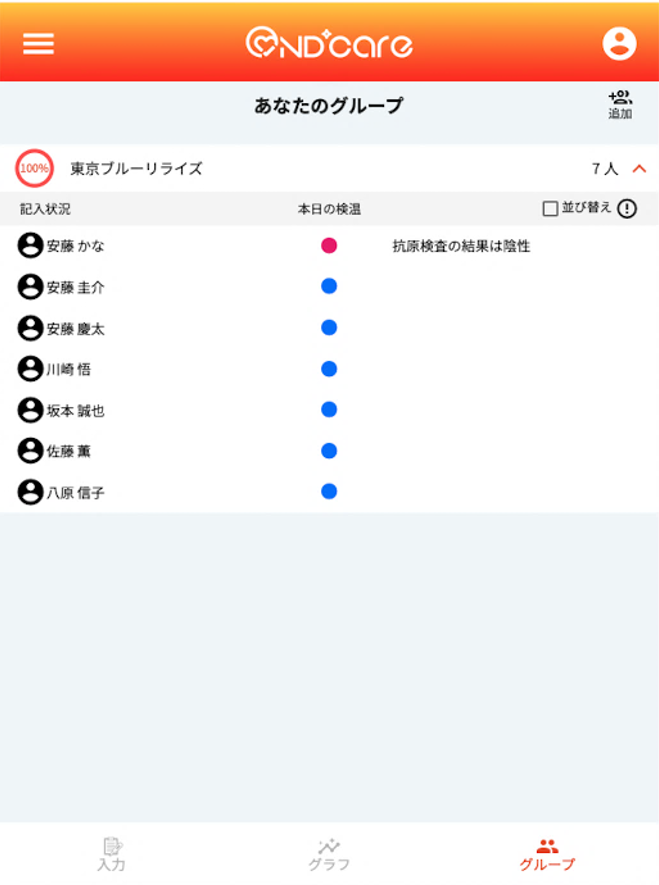 ND+care
あなたのグループ
追加
100% 東京ブルーリライズ 7人
記入状況 本日の検温 並び替え
安藤 かな 抗原検査の結果は陰性
安藤 圭介
安藤 慶太
川崎 悟
坂本 誠也
佐藤 薫
八原 信子
入力 グラフ グループ